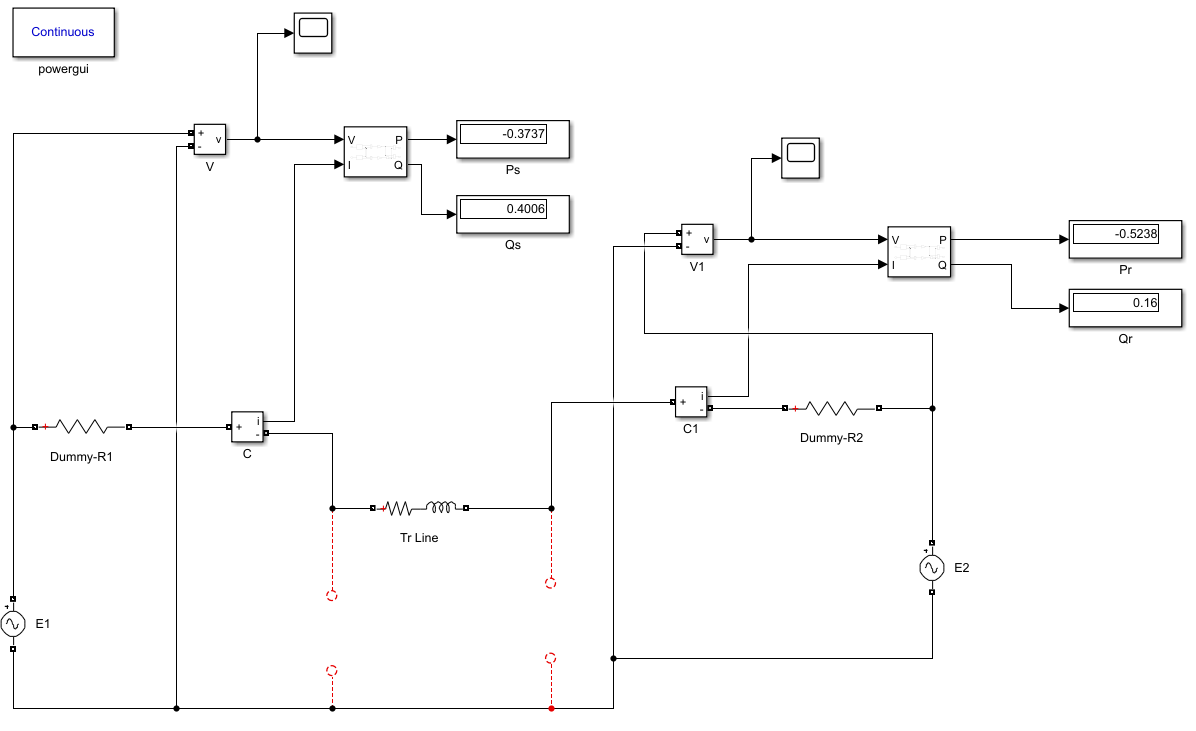 Continuous
powergui
+
v
-
V
V
P
I
Q
-0.3737
Ps
0.4006
Qs
+
v
-
V1
V
P
I
Q
-0.5238
Pr
0.16
Qr
+
i
-
C1
+
Dummy-R2
+
Dummy-R1
+
i
-
C
+
Tr Line
+
E2
+
E1